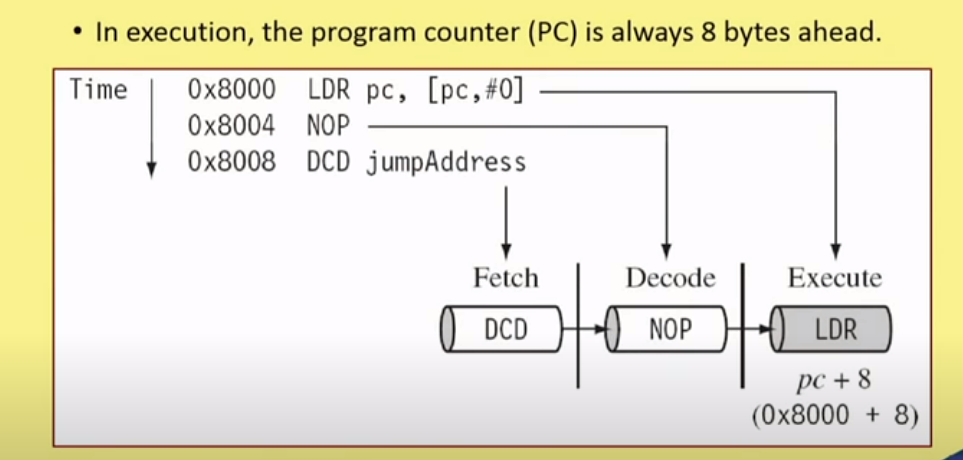 • In execution, the program counter (PC) is always 8 bytes ahead.
Time 0x8000 LDR pc, [pc,#0]
0x8004 NOP
0x8008 DCD jumpAddress
Fetch Decode Execute
DCD NOP LDR
pc + 8
(0x8000 + 8)